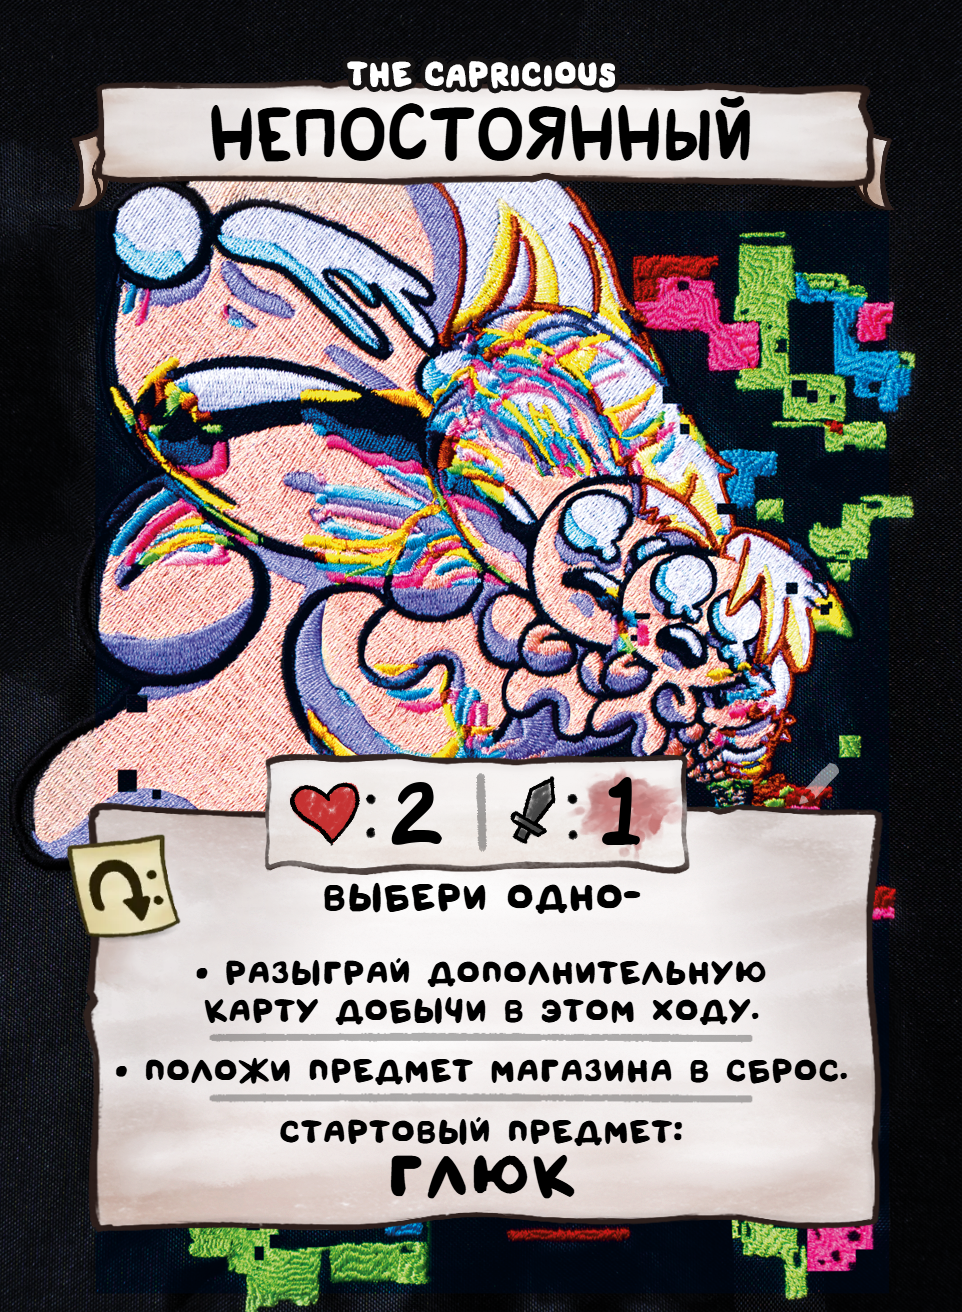 THE CAPRICIOUS
НЕПОСТОЯННЫЙ
:2 :1
:
ВЫБЕРИ ОДНО-
• РАЗЫГРАЙ ДОПОЛНИТЕЛЬНУЮ
КАРТУ ДОБЫЧИ В ЭТОМ ХОДУ.
• ПОЛОЖИ ПРЕДМЕТ МАГАЗИНА В СБРОС.
СТАРТОВЫЙ ПРЕДМЕТ:
ГЛЮК